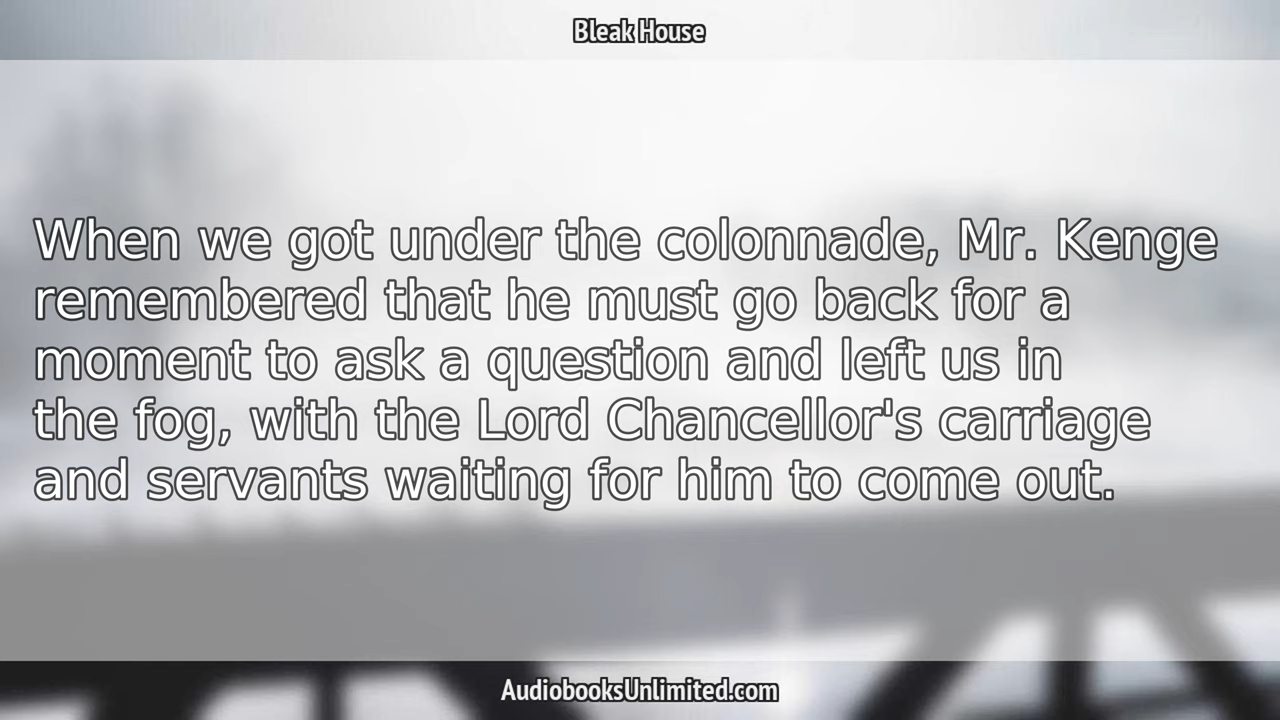 Bleak House
When we got under the colonnade, Mr. Kenge
remembered that he must go back for a
moment to ask a question and left us in
the fog, with the Lord Chancellor's carriage
and servants waiting for him to come out.
AudiobooksUnlimited.com